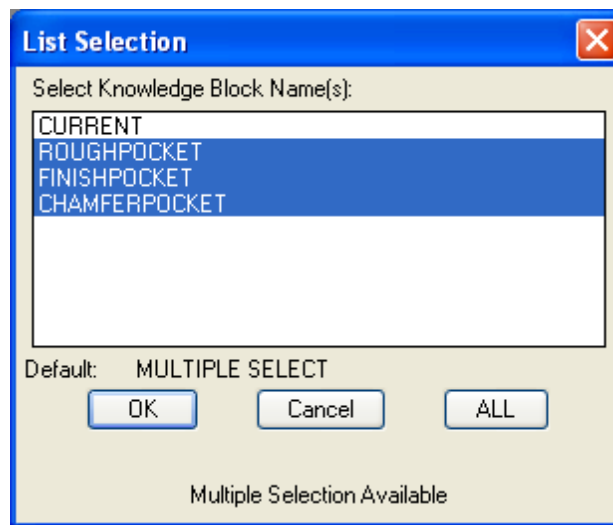 List Selection
Select Knowledge Block Name(s):
CURRENT
ROUGHPOCKET
FINISHPOCKET
CHAMFERPOCKET
Default: MULTIPLE SELECT
OK Cancel ALL
Multiple Selection Available